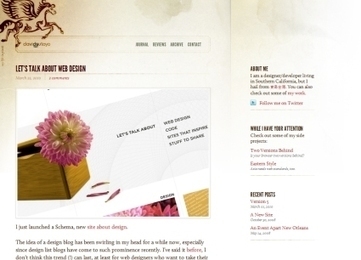 JOURNAL REVIEWS ARCHIVE CONTACT
LET'S TALK ABOUT WEB DESIGN
2 comments
LET'S TALK ABOUT
WEB DESIGN
CODE
SITES THAT INSPIRE
STUFF TO SHARE
DESIGN
I just launched a Schema, new site about design.
The idea of a design blog has been swirling in my head for a while now, especially
since design list blogs have come to such prominence recently. I've said it before, I
don't think this trend (?) can last, at least for web designers who want to take their
ABOUT ME
I am a designer/developer living
in Southern California, but I
hail from
You can also
check out some of my work.
Follow me on Twitter
WHILE I HAVE YOUR ATTENTION
Check out some of my side
projects:
Two Versions Behind
Eastern Style
RECENT POSTS
Version 5
A New Site
An Event Apart New Orleans